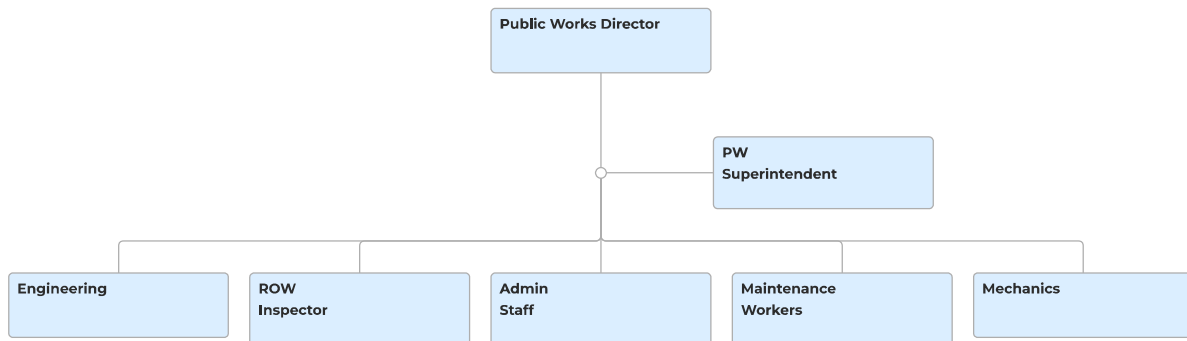 Public Works Director
PW
Superintendent
Engineering
ROW
Inspector
Admin
Staff
Maintenance
Workers
Mechanics